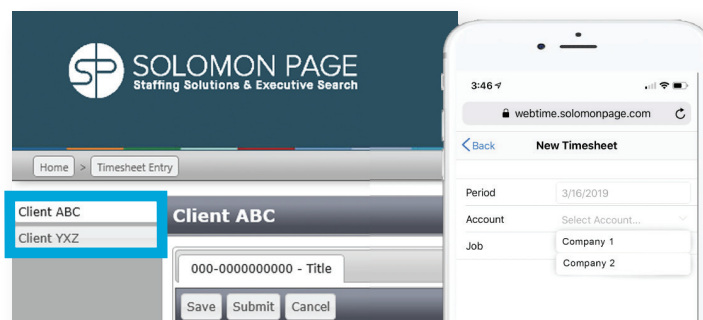 SP
SOLOMON PAGE
Staffing Solutions & Executive Search
Home > Timesheet Entry
Client ABC
Client YXZ
Client ABC
000-0000000000 - Title
Save Submit Cancel
3:46
webtime.solomonpage.com
Back New Timesheet
Period 3/16/2019
Account Select Account...
Job
Company 1
Company 2